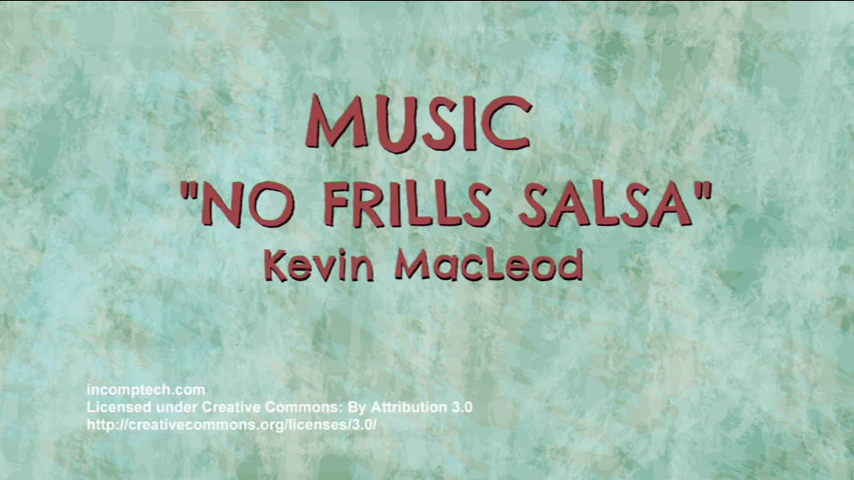 MUSIC
"NO FRILLS SALSA"
Kevin MacLeod
incomptech.com
Licensed under Creative Commons: By Attribution 3.0
http://creativecommons.org/licenses/3.0/